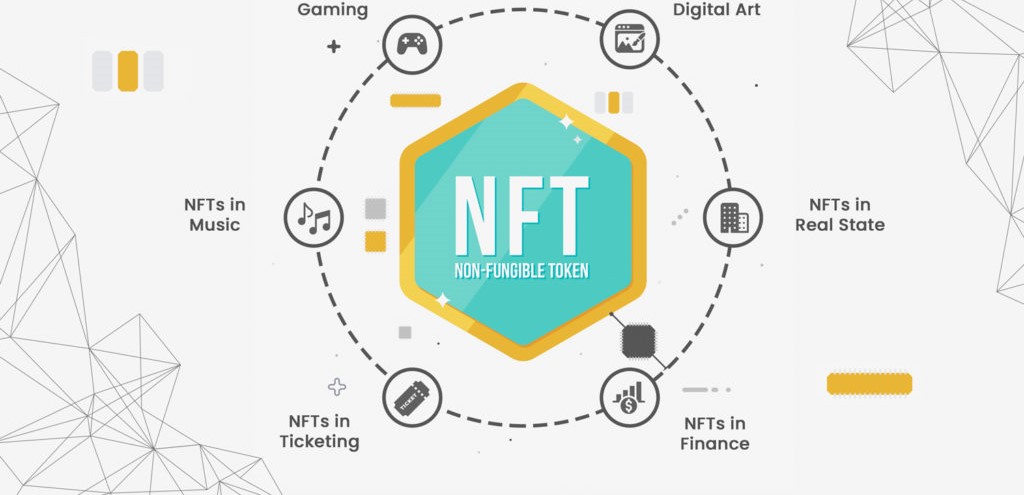 Gaming
Digital Art
NFTs in
Music
NFT
NON-FUNGIBLE TOKEN
NFTs in
Real State
TICKET
NFTs in
Ticketing
NFTs in
Finance